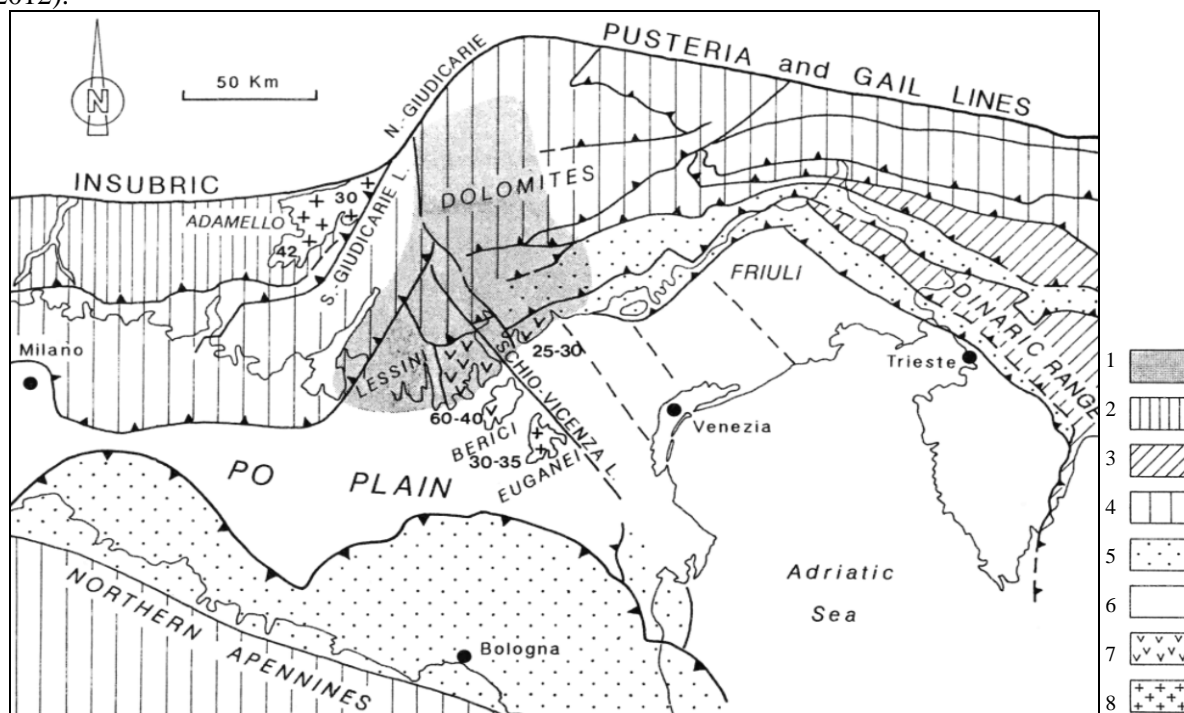 2012).
PUSTERIA and GAIL LINES
50 Km
N
N. GIUDICARIE
INSUBRIC
30
ADAMELLO
42
S. GIUDICARIE L.
DOLOMITES
FRIULI
DINARIC RANGE
Milano
LESSINI
25-30
SCHIO-VICENZA L.
Trieste
60-40
BERICI
30-35
EUGANEI
Venezia
PO PLAIN
Adriatic
Sea
NORTHERN APENNINES
Bologna
1
2
3
4
5
6
7
8